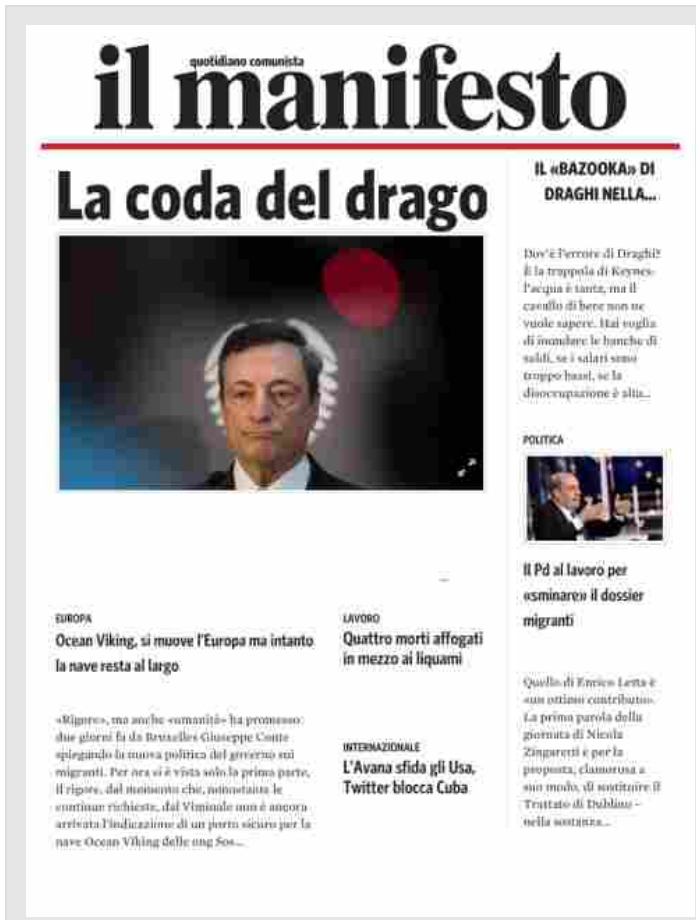 quotidiano comunista
il manifesto
La coda del drago
EUROPA
Ocean Viking, si muove l'Europa ma intanto
la nave resta al largo
«Rigore», ma anche «umanità» ha promesso
due giorni fa da Bruxelles Giuseppe Conte
spiegando la nuova politica del governo sui
migranti. Per ora si è vista solo la prima parte,
il rigore, dal momento che, nonostante le
continue richieste, dal Viminale non è ancora
arrivata l'indicazione di un porto sicuro per la
nave Ocean Viking delle ong Sos...
LAVORO
Quattro morti affogati
in mezzo ai liquami
INTERNAZIONALE
L'Avana sfida gli Usa,
Twitter blocca Cuba
IL «BAZOOKA» DI
DRAGHI NELLA...
Dov'è l'errore di Draghi?
È la trappola di Keynes:
l'acqua è tanta, ma il
cavallo di bere non ne
vuole sapere. Hai voglia
di inondare le banche di
soldi, se i salari sono
troppo bassi, se la
disoccupazione è alta...
POLITICA
Il Pd al lavoro per
«sminare» il dossier
migranti
Quello di Enrico Letta è
«un ottimo contributo».
La prima parola della
giornata di Nicola
Zingaretti è per la
proposta, clamorosa a
suo modo, di sostituire il
Trattato di Dublino -
nella sostanza...